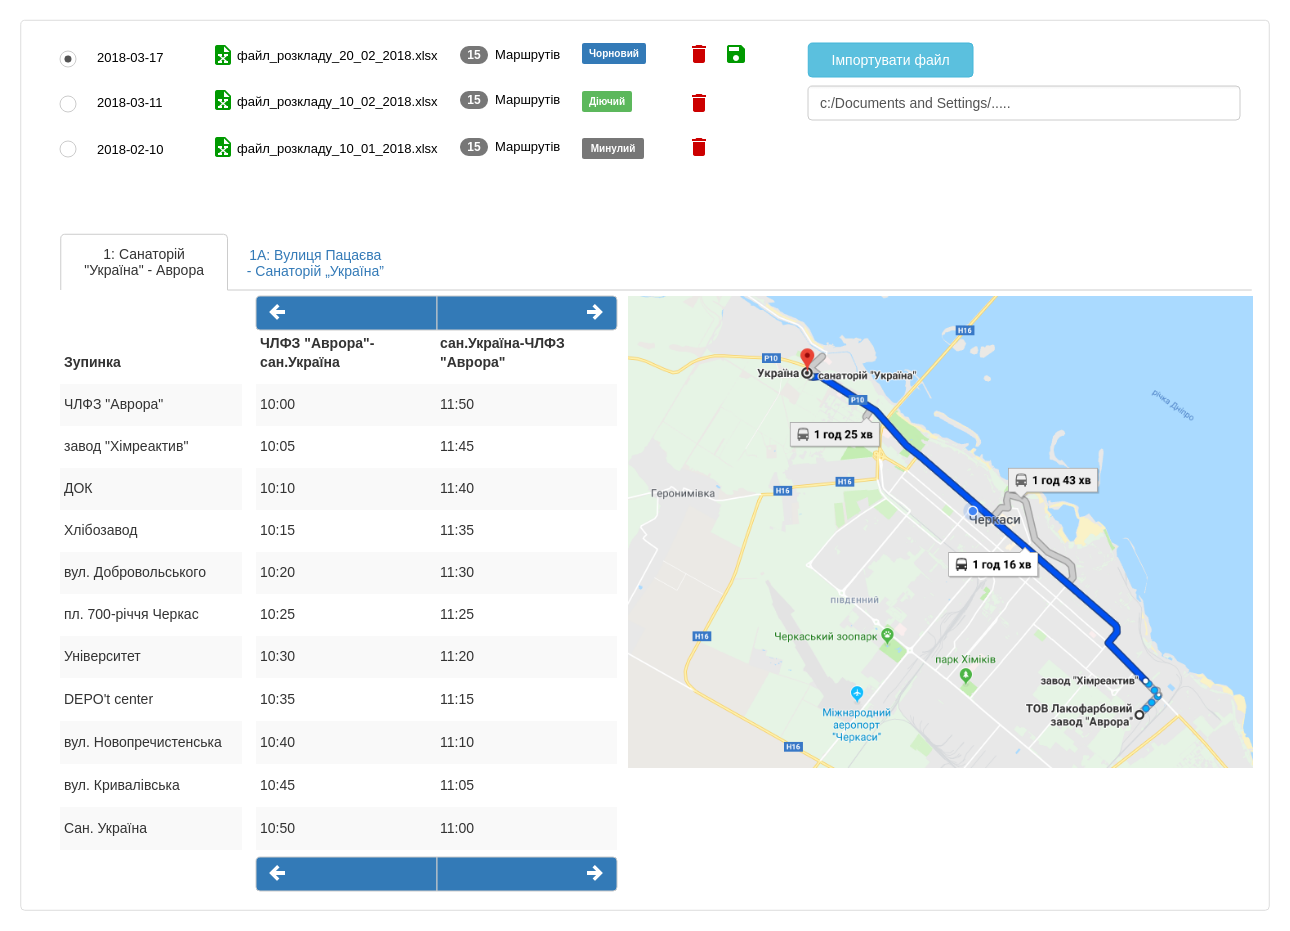 2018-03-17 файл_розкладу_20_02_2018.xlsx 15 Маршрутів Чорновий Імпортувати файл
c:/Documents and Settings/.....
2018-03-11 файл_розкладу_10_02_2018.xlsx 15 Маршрутів Діючий
2018-02-10 файл_розкладу_10_01_2018.xlsx 15 Маршрутів Минулий
1: Санаторій
"Україна" - Аврора
1А: Вулиця Пацаєва
- Санаторій „Україна”
Зупинка
ЧЛФЗ "Аврора"-
сан.Україна
сан.Україна-ЧЛФЗ
"Аврора"
ЧЛФЗ "Аврора" 10:00 11:50
завод "Хімреактив" 10:05 11:45
ДОК 10:10 11:40
Хлібозавод 10:15 11:35
вул. Добровольського 10:20 11:30
пл. 700-річчя Черкас 10:25 11:25
Університет 10:30 11:20
DEPO't center 10:35 11:15
вул. Новопречистенська 10:40 11:10
вул. Кривалівська 10:45 11:05
Сан. Україна 10:50 11:00
H16
P10
Україна
санаторій "Україна"
P10
річка Дніпро
1 год 25 хв
1 год 43 хв
H16
H16
Геронимівка
Черкаси
1 год 16 хв
ПІВДЕННИЙ
H16
Черкаський зоопарк
парк Хіміків
завод "Хімреактив"
ТОВ Лакофарбовий
завод "Аврора"
Міжнародний
аеропорт
"Черкаси"
H16